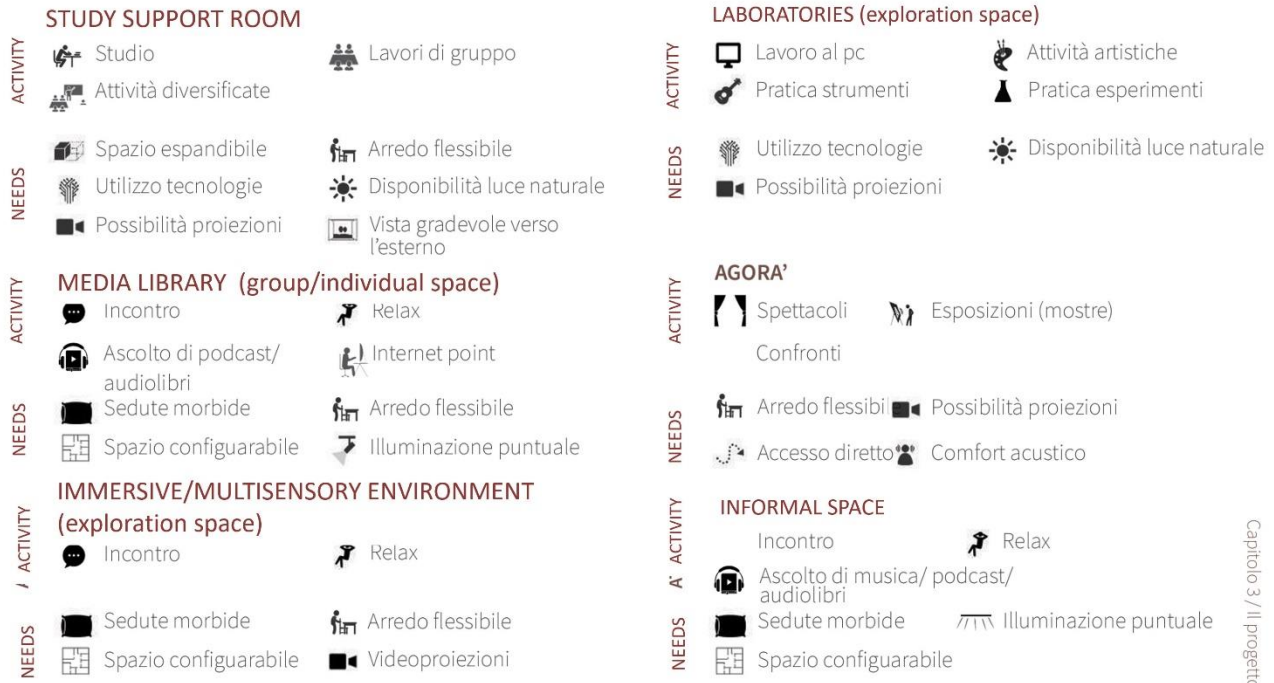 STUDY SUPPORT ROOM
ACTIVITY
Studio
Lavori di gruppo
Attività diversificate
NEEDS
Spazio espandibile
Arredo flessibile
Utilizzo tecnologie
Disponibilità luce naturale
Possibilità proiezioni
Vista gradevole verso
l'esterno
MEDIA LIBRARY (group/individual space)
ACTIVITY
Incontro
Relax
Ascolto di podcast/
audiolibri
Internet point
NEEDS
Sedute morbide
Arredo flessibile
Spazio configuarabile
Illuminazione puntuale
IMMERSIVE/MULTISENSORY ENVIRONMENT
(exploration space)
ACTIVITY
Incontro
Relax
NEEDS
Sedute morbide
Arredo flessibile
Spazio configuarabile
Videoproiezioni
LABORATORIES (exploration space)
ACTIVITY
Lavoro al pc
Attività artistiche
Pratica strumenti
Pratica esperimenti
NEEDS
Utilizzo tecnologie
Disponibilità luce naturale
Possibilità proiezioni
AGORA'
ACTIVITY
Spettacoli
Esposizioni (mostre)
Confronti
NEEDS
Arredo flessibil
Possibilità proiezioni
Accesso diretto
Comfort acustico
INFORMAL SPACE
ACTIVITY
Incontro
Relax
Ascolto di musica/ podcast/
audiolibri
NEEDS
Sedute morbide
Illuminazione puntuale
Spazio configuarabile
Capitolo 3 / Il progetto